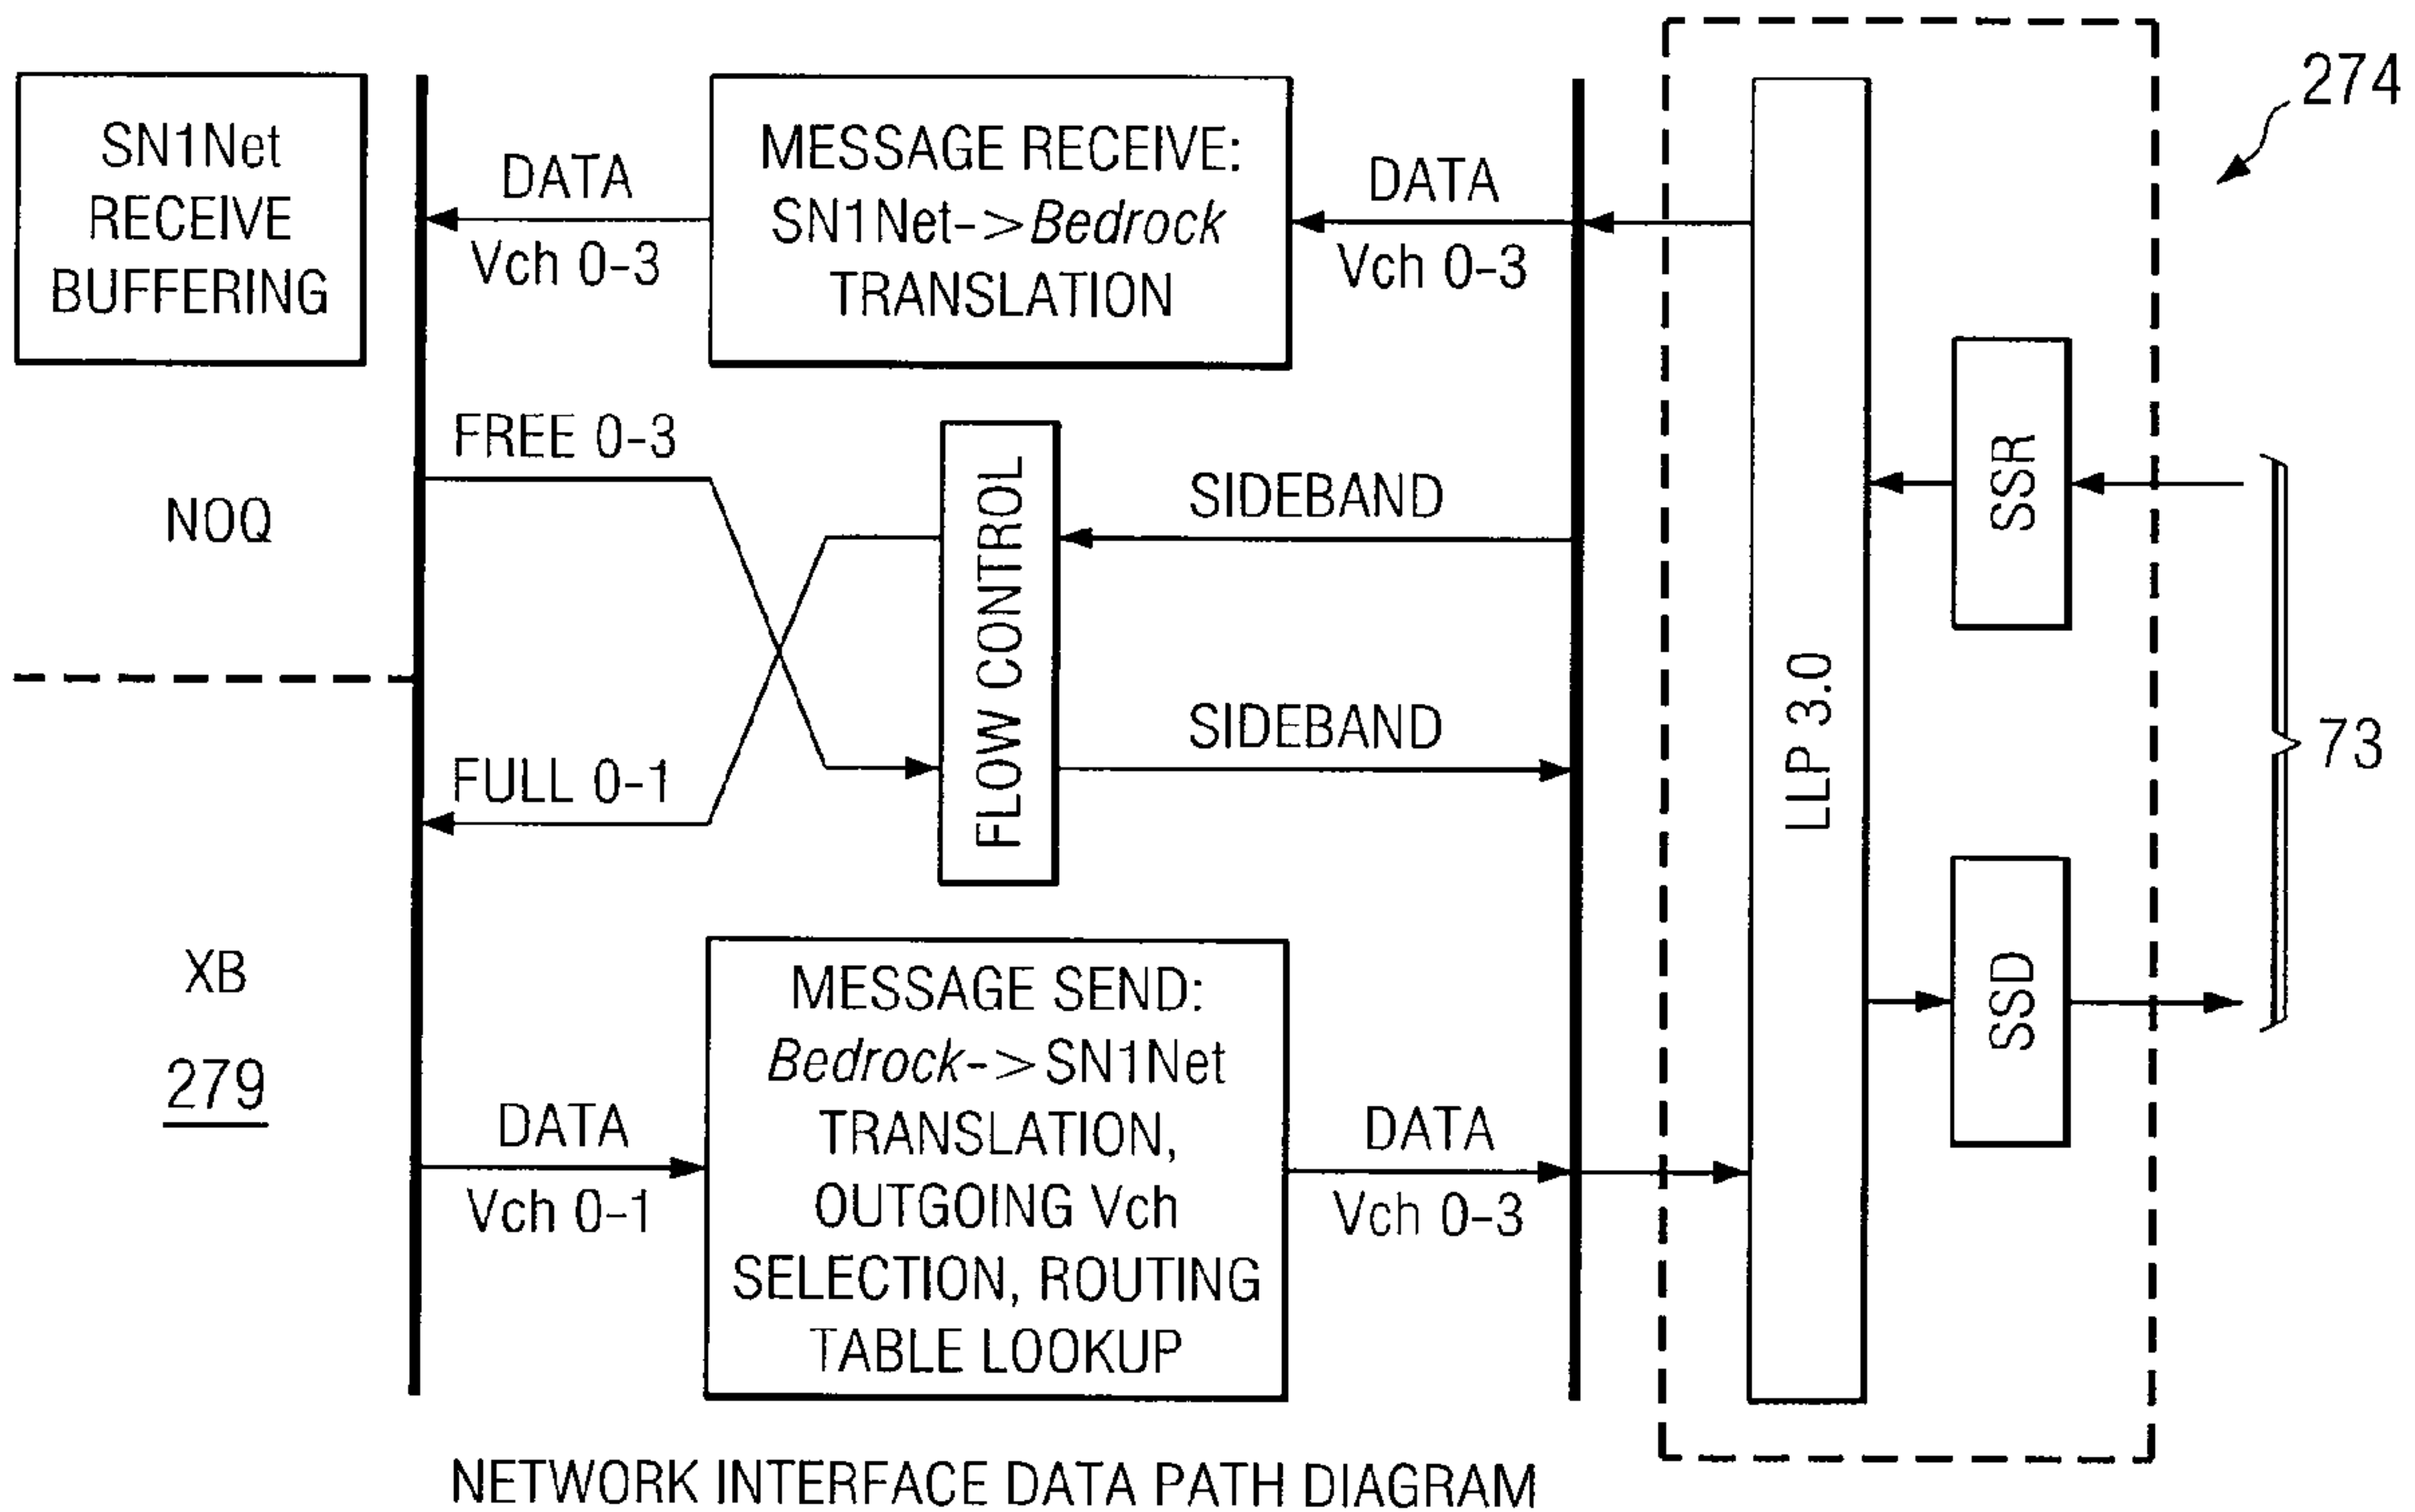 274
SN1Net
RECEIVE
BUFFERING
DATA
Vch 0-3
MESSAGE RECEIVE:
SN1Net->Bedrock
TRANSLATION
DATA
Vch 0-3
FREE 0-3
NOQ
FLOW CONTROL
SIDEBAND
SIDEBAND
FULL 0-1
LLP 3.0
SSR
SSD
73
XB
279
DATA
Vch 0-1
MESSAGE SEND:
Bedrock->SN1Net
TRANSLATION,
OUTGOING Vch
SELECTION, ROUTING
TABLE LOOKUP
DATA
Vch 0-3
NETWORK INTERFACE DATA PATH DIAGRAM